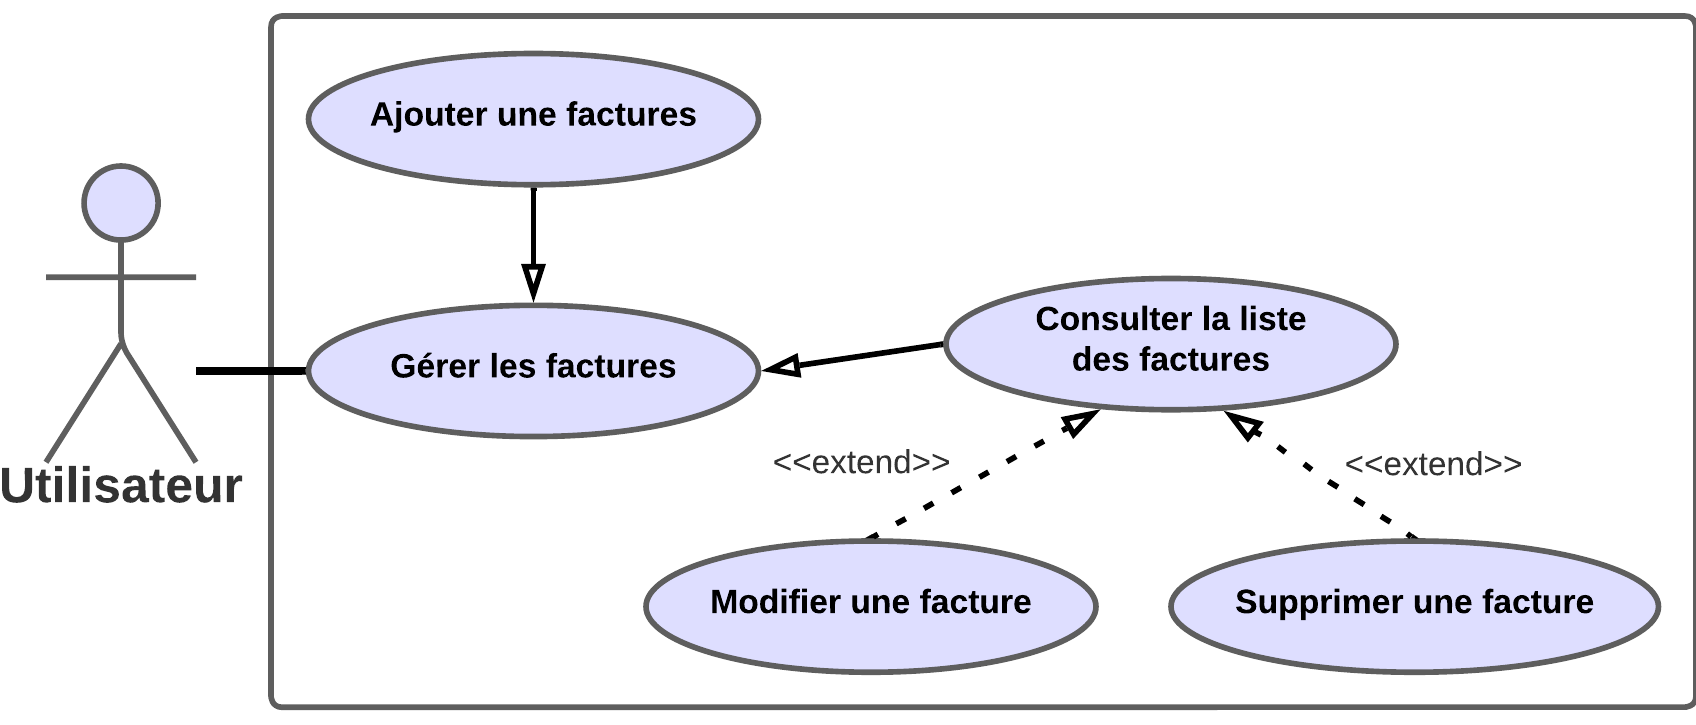 Ajouter une factures
Utilisateur
Gérer les factures
Consulter la liste
des factures
<<extend>>
<<extend>>
Modifier une facture
Supprimer une facture